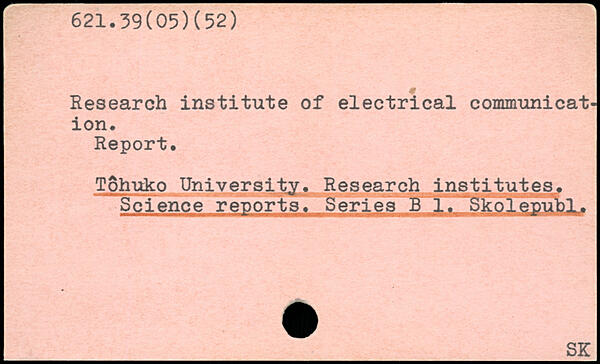 621.39(05)(52)
Research institute of electrical communicat-
ion.
Report.
Tôhuko University. Research institutes.
Science reports. Series B 1. Skolepubl.
SK